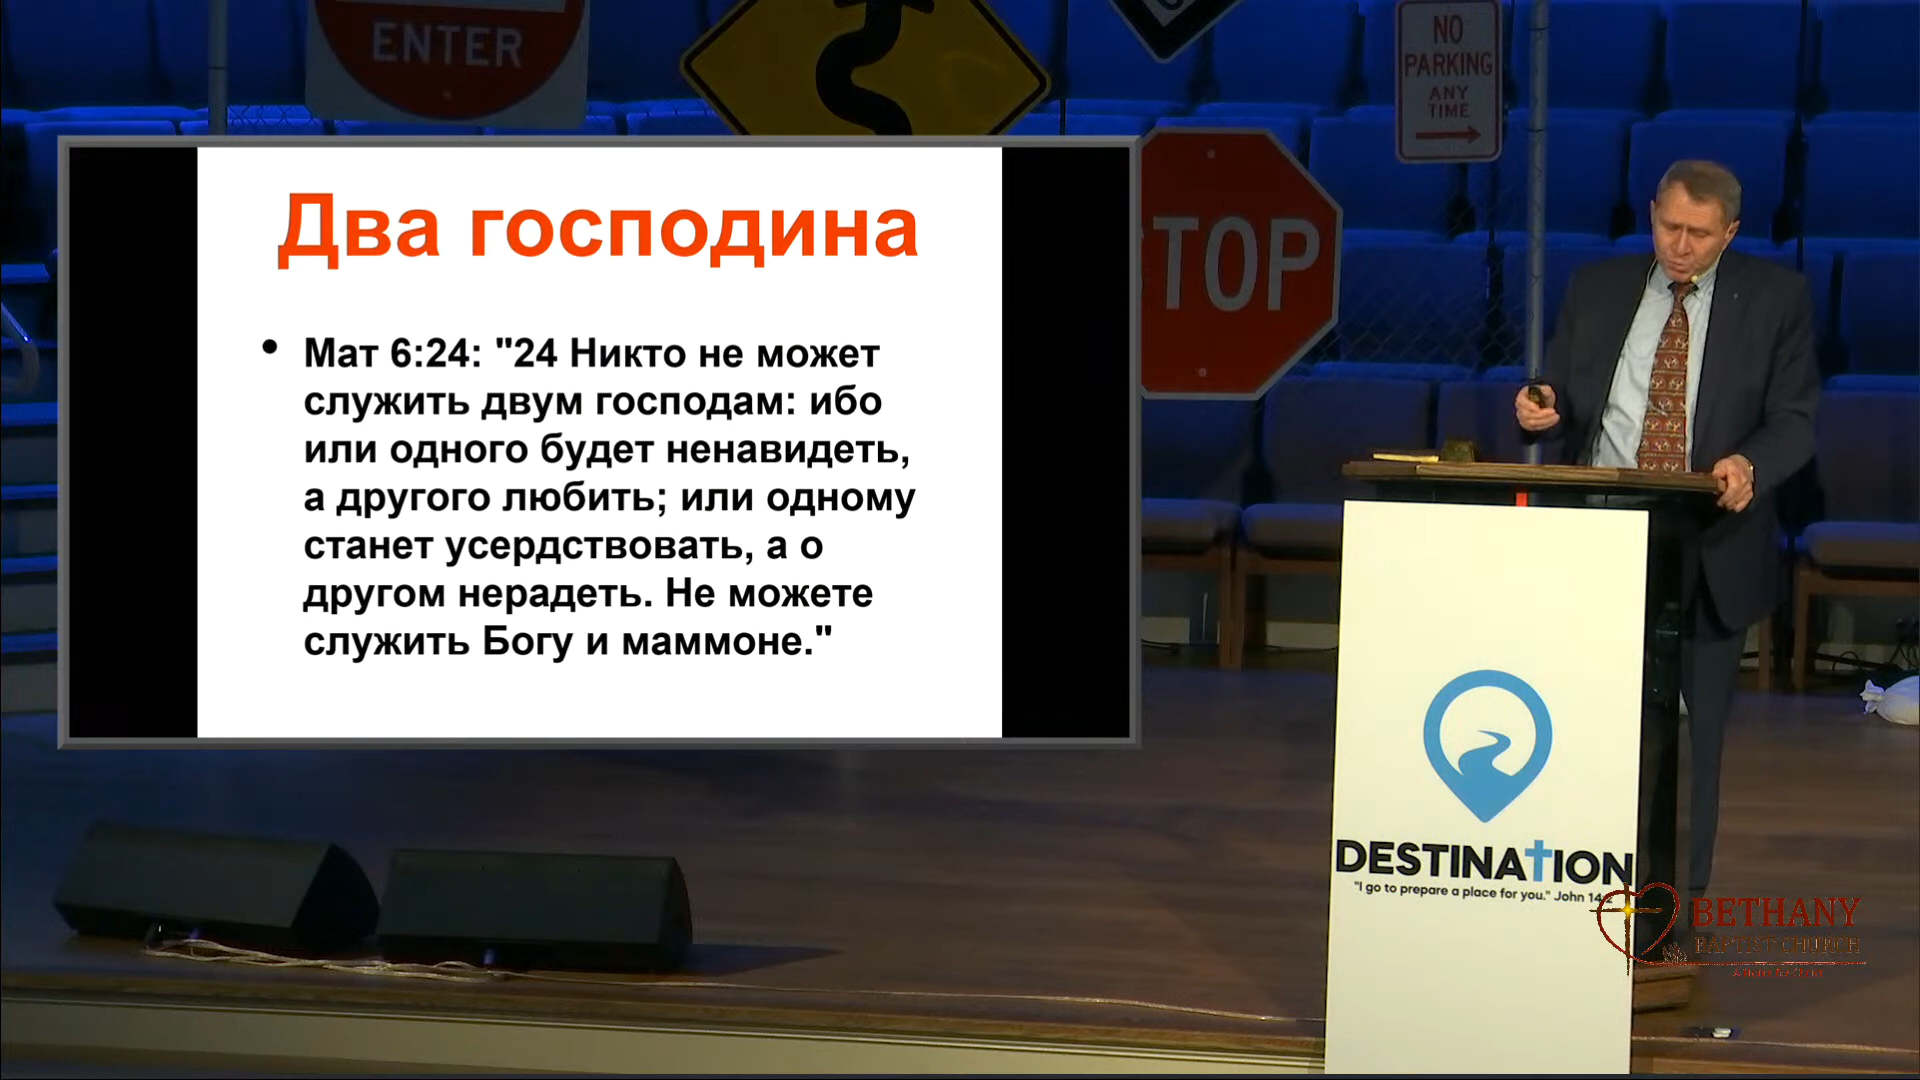 ENTER
NO
PARKING
ANY
TIME
TOP
Два господина
• Мат 6:24: "24 Никто не может
служить двум господам: ибо
или одного будет ненавидеть,
а другого любить; или одному
станет усердствовать, а о
другом нерадеть. Не можете
служить Богу и маммоне."
DESTINATION
"I go to prepare a place for you." John 14:2
BETHANY
BAPTIST CHURCH